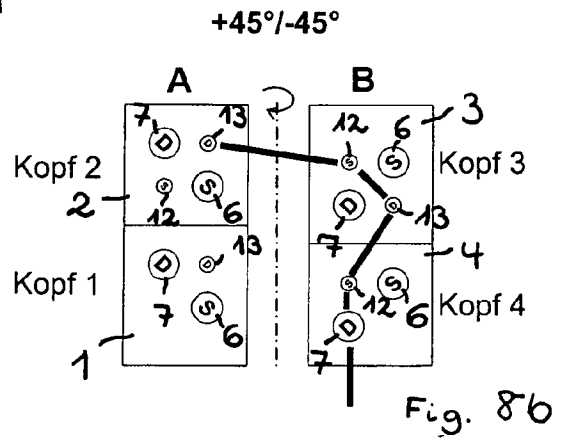 +45°/-45°
A B
7 13 12 6 3
D D S S
Kopf 2 Kopf 3
S S D D
2 12 6 7 13
13 4
D D S S
Kopf 1 Kopf 4
7 S 6 12 6
D
1 7
Fig. 8b